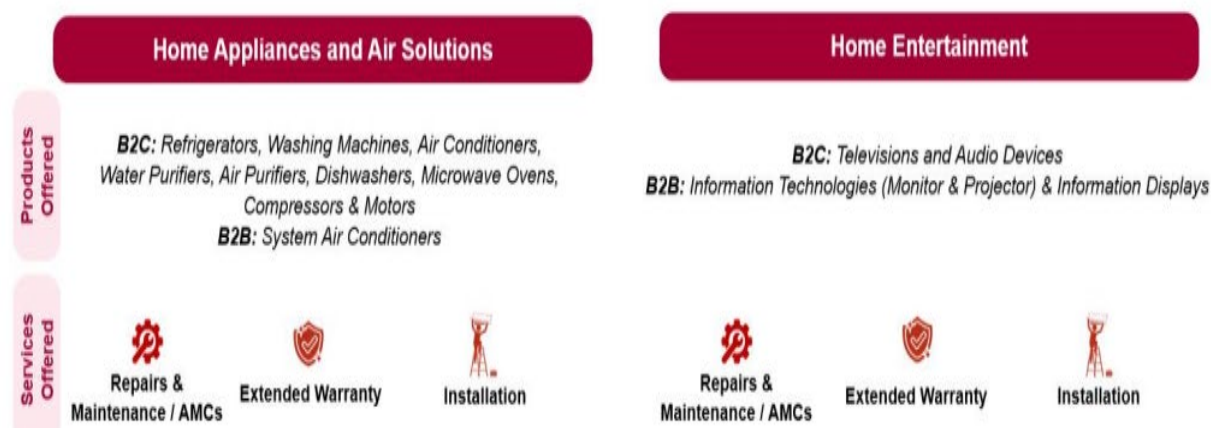 Home Appliances and Air Solutions
Home Entertainment
Products
Offered
B2C: Refrigerators, Washing Machines, Air Conditioners,
Water Purifiers, Air Purifiers, Dishwashers, Microwave Ovens,
Compressors & Motors
B2B: System Air Conditioners
B2C: Televisions and Audio Devices
B2B: Information Technologies (Monitor & Projector) & Information Displays
Services
Offered
Repairs &
Maintenance / AMCs
Extended Warranty
Installation
Repairs &
Maintenance / AMCs
Extended Warranty
Installation